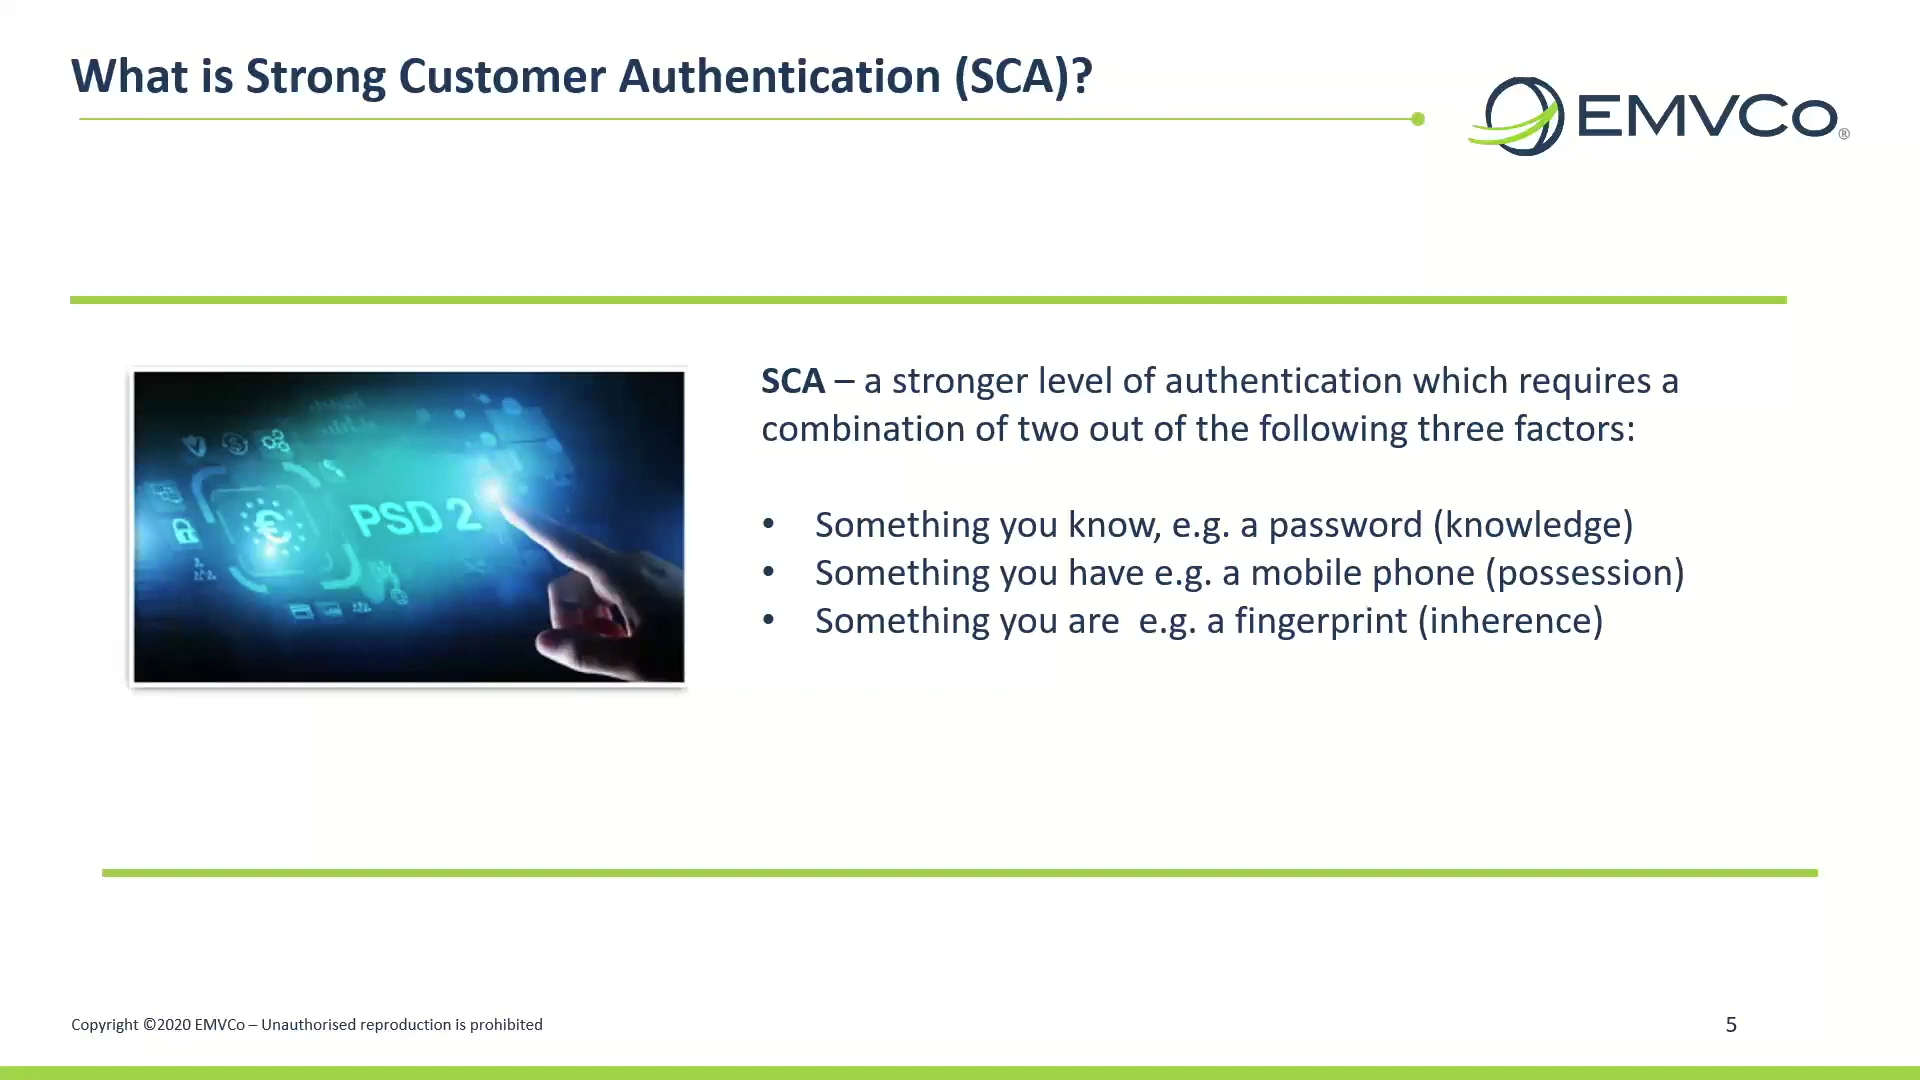 What is Strong Customer Authentication (SCA)?
EMVCo®
SCA – a stronger level of authentication which requires a
combination of two out of the following three factors:
• Something you know, e.g. a password (knowledge)
• Something you have e.g. a mobile phone (possession)
• Something you are  e.g. a fingerprint (inherence)
PSD 2
Copyright ©2020 EMVCo – Unauthorised reproduction is prohibited
5